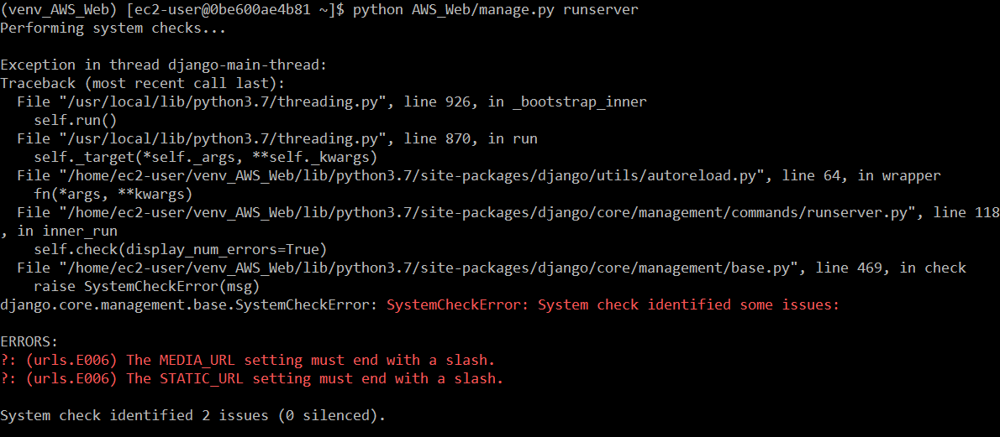 (venv_AWS_Web) [ec2-user@0be600ae4b81 ~]$ python AWS_Web/manage.py runserver
Performing system checks...
Exception in thread django-main-thread:
Traceback (most recent call last):
  File "/usr/local/lib/python3.7/threading.py", line 926, in _bootstrap_inner
    self.run()
  File "/usr/local/lib/python3.7/threading.py", line 870, in run
    self._target(*self._args, **self._kwargs)
  File "/home/ec2-user/venv_AWS_Web/lib/python3.7/site-packages/django/utils/autoreload.py", line 64, in wrapper
    fn(*args, **kwargs)
  File "/home/ec2-user/venv_AWS_Web/lib/python3.7/site-packages/django/core/management/commands/runserver.py", line 118
, in inner_run
    self.check(display_num_errors=True)
  File "/home/ec2-user/venv_AWS_Web/lib/python3.7/site-packages/django/core/management/base.py", line 469, in check
    raise SystemCheckError(msg)
django.core.management.base.SystemCheckError: SystemCheckError: System check identified some issues:
ERRORS:
?: (urls.E006) The MEDIA_URL setting must end with a slash.
?: (urls.E006) The STATIC_URL setting must end with a slash.
System check identified 2 issues (0 silenced).